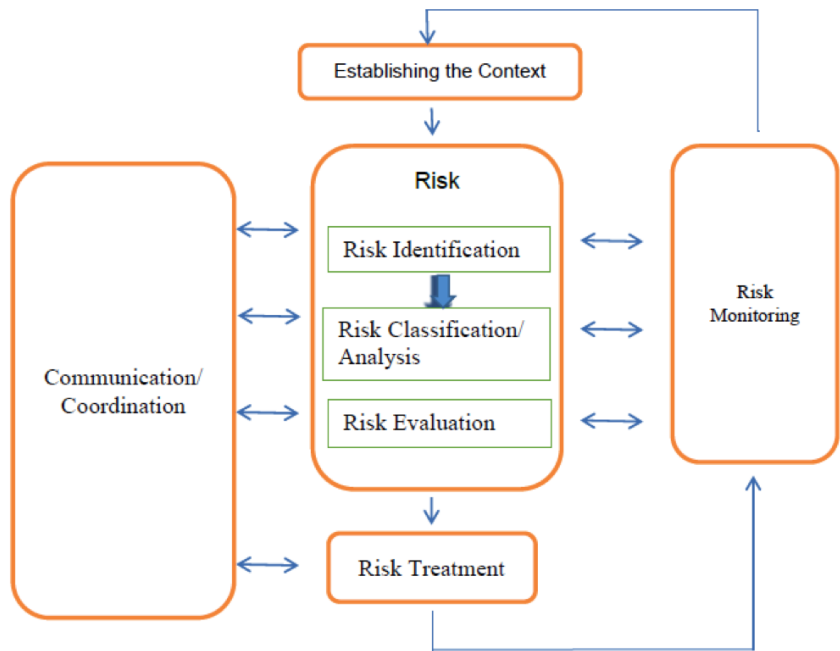 Establishing the Context
Risk
Risk Identification
Risk Classification/
Analysis
Risk Evaluation
Communication/
Coordination
Risk
Monitoring
Risk Treatment